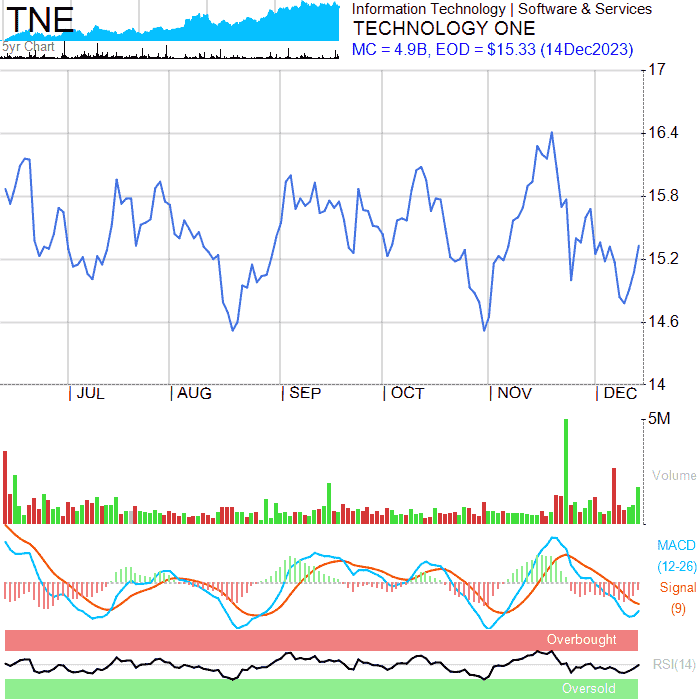 TNE
5yr Chart
Information Technology | Software & Services
TECHNOLOGY ONE
MC = 4.9B, EOD = $15.33 (14Dec2023)
17
16.4
15.8
15.2
14.6
14
JUL AUG SEP OCT NOV DEC
5M
Volume
MACD
(12-26)
Signal
(9)
Overbought
RSI(14)
Oversold